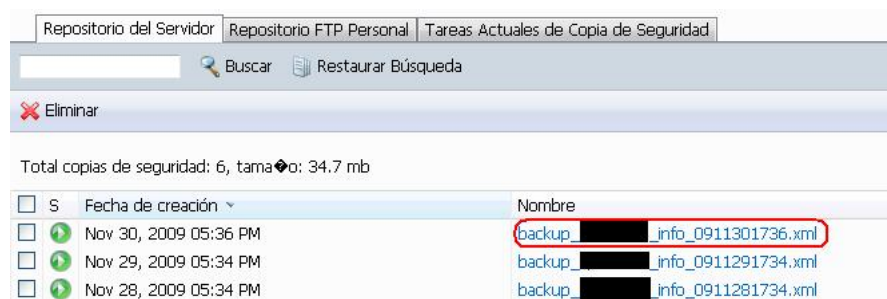 Repositorio del Servidor Repositorio FTP Personal Tareas Actuales de Copia de Seguridad
Buscar Restaurar Búsqueda
Eliminar
Total copias de seguridad: 6, tama�o: 34.7 mb
S Fecha de creación Nombre
Nov 30, 2009 05:36 PM backup_ _info_0911301736.xml
Nov 29, 2009 05:34 PM backup_ _info_0911291734.xml
Nov 28, 2009 05:34 PM backup_ _info_0911281734.xml